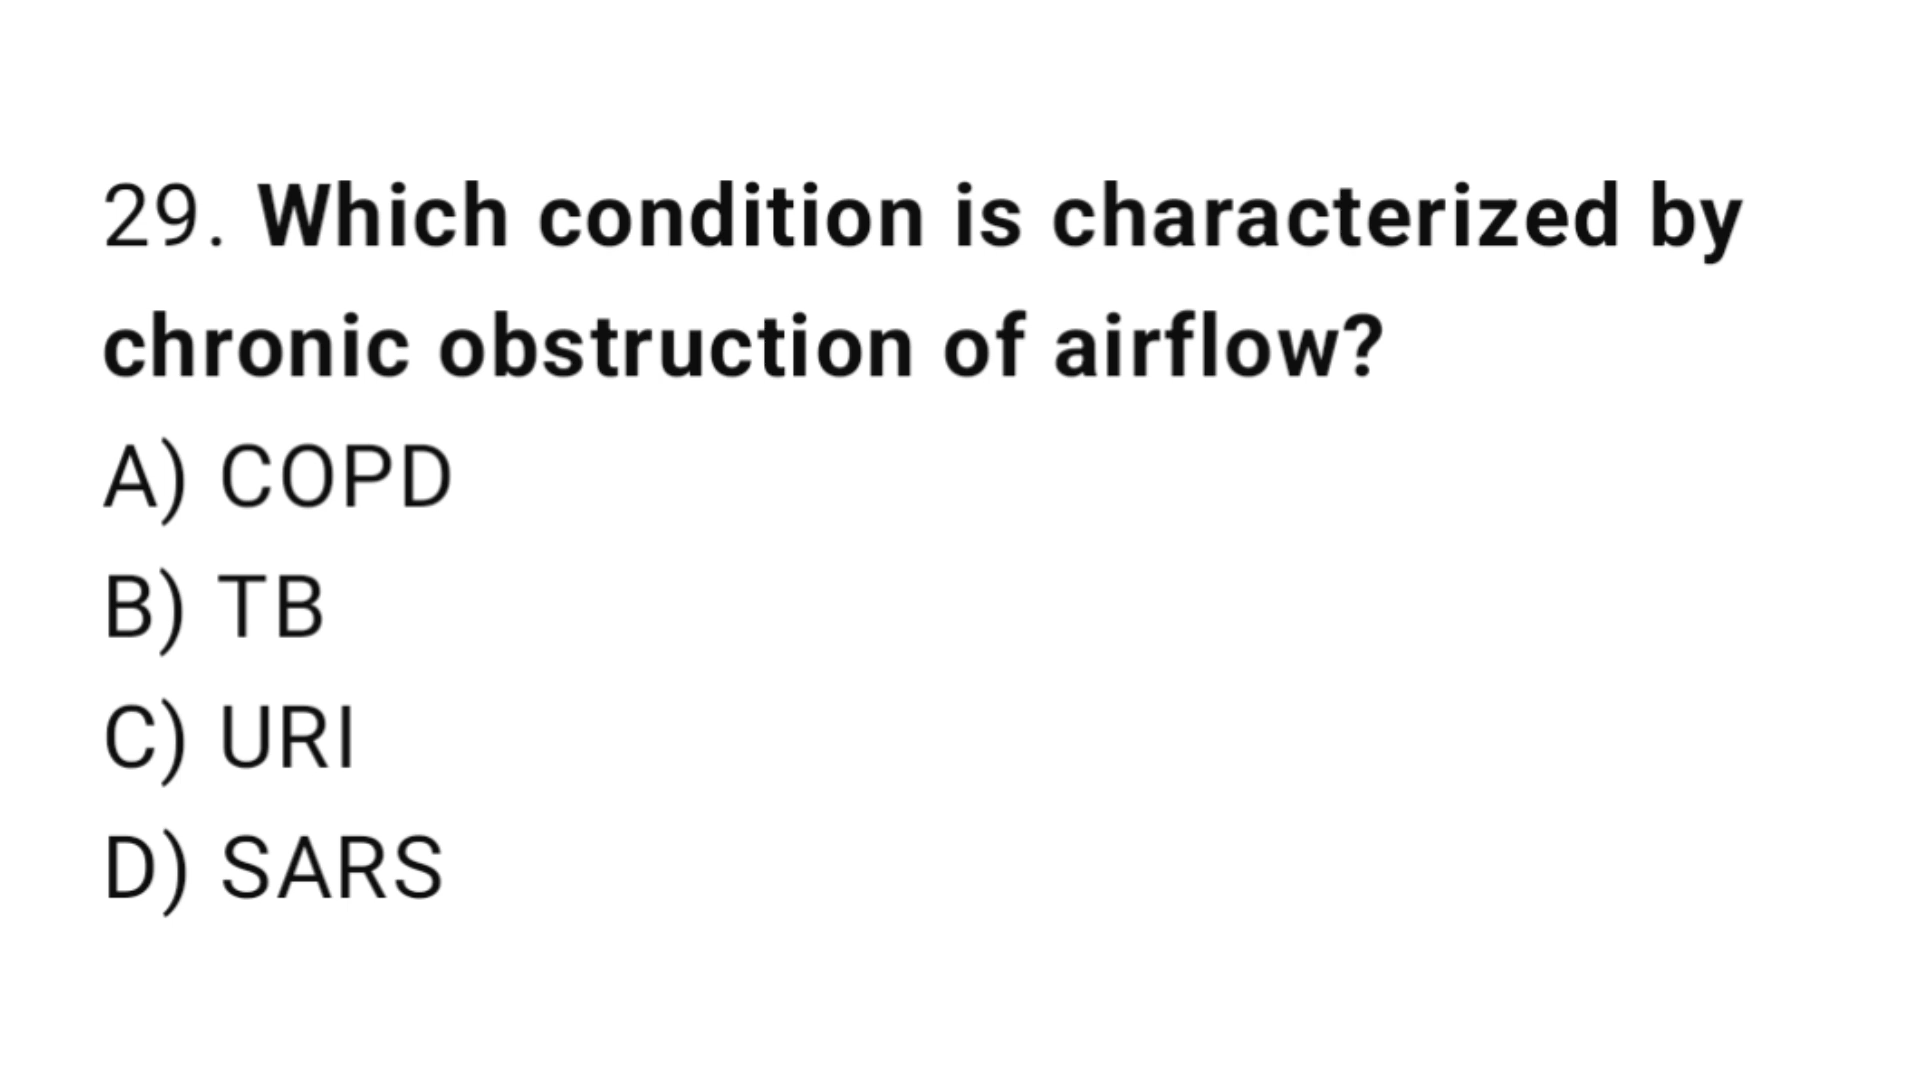 29. Which condition is characterized by
chronic obstruction of airflow?
A) COPD
B) TB
C) URI
D) SARS